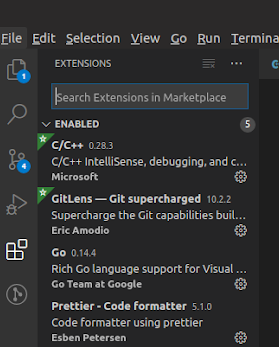 File Edit Selection View Go Run Termina
EXTENSIONS
1
Search Extensions in Marketplace
ENABLED 5
C/C++ 0.28.3
C/C++ IntelliSense, debugging, and c...
Microsoft
4
GitLens — Git supercharged 10.2.2
Supercharge the Git capabilities buil...
Eric Amodio
Go 0.14.4
Rich Go language support for Visual ...
Go Team at Google
Prettier - Code formatter 5.1.0
Code formatter using prettier
Esben Petersen